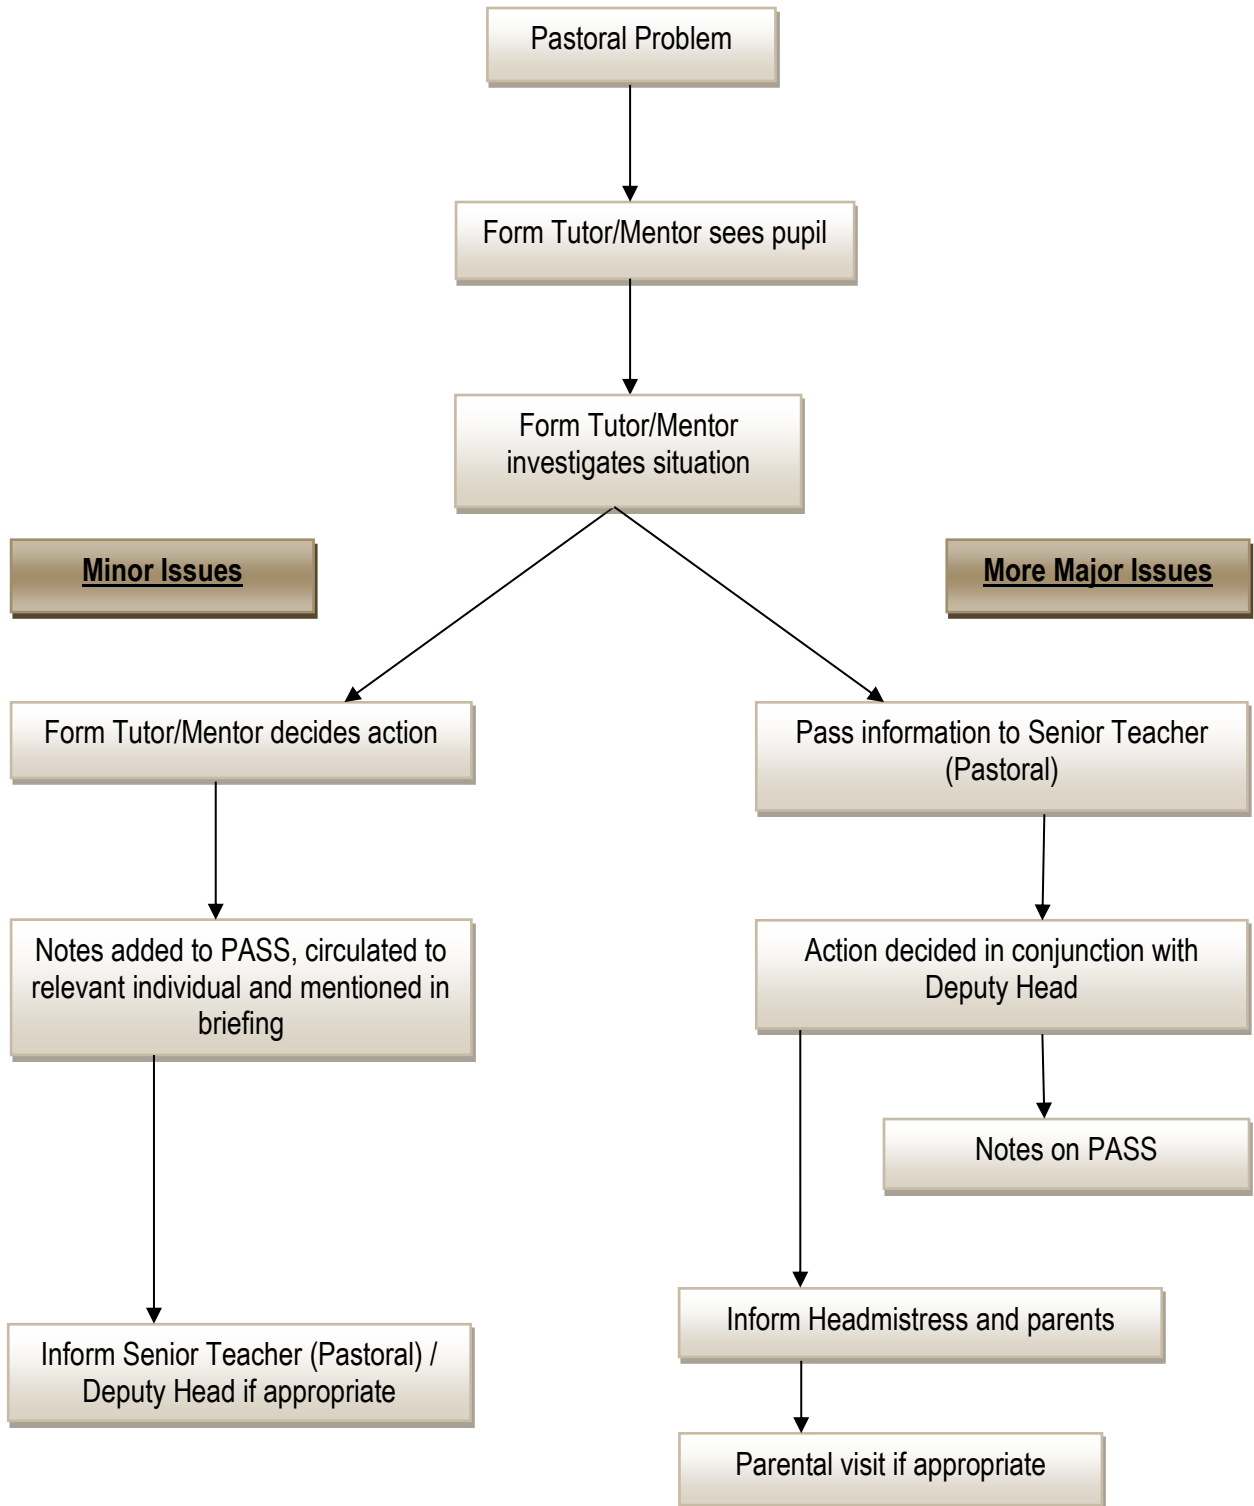 Pastoral Problem
Form Tutor/Mentor sees pupil
Form Tutor/Mentor
investigates situation
Minor Issues
More Major Issues
Form Tutor/Mentor decides action
Pass information to Senior Teacher
(Pastoral)
Notes added to PASS, circulated to
relevant individual and mentioned in
briefing
Action decided in conjunction with
Deputy Head
Notes on PASS
Inform Headmistress and parents
Inform Senior Teacher (Pastoral) /
Deputy Head if appropriate
Parental visit if appropriate